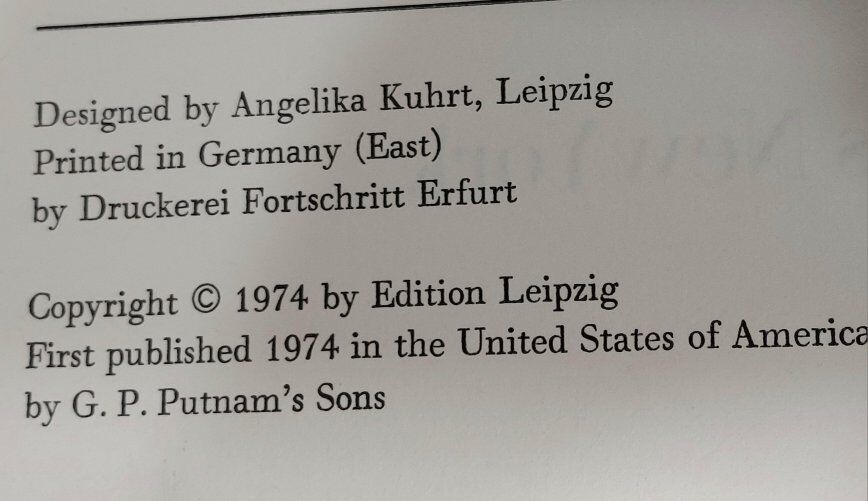 Designed by Angelika Kuhrt, Leipzig
Printed in Germany (East)
by Druckerei Fortschritt Erfurt
Copyright © 1974 by Edition Leipzig
First published 1974 in the United States of America
by G. P. Putnam's Sons